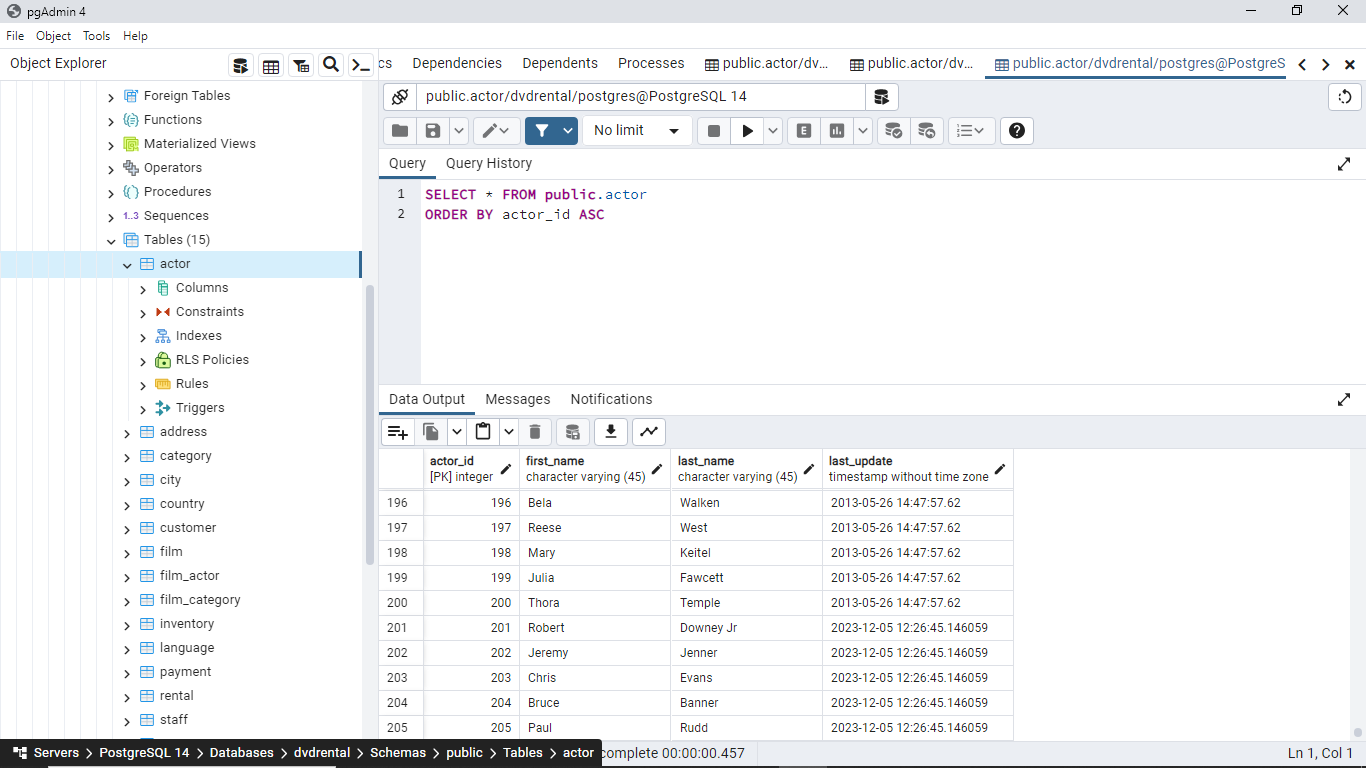 pgAdmin 4
File Object Tools Help
Object Explorer
cs Dependencies Dependents Processes public.actor/dv... public.actor/dv... public.actor/dvdrental/postgres@PostgreS
Foreign Tables
Functions
Materialized Views
Operators
Procedures
1..3 Sequences
Tables (15)
actor
Columns
Constraints
Indexes
RLS Policies
Rules
Triggers
address
category
city
country
customer
film
film_actor
film_category
inventory
language
payment
rental
staff
public.actor/dvdrental/postgres@PostgreSQL 14
No limit
E
Query Query History
1 SELECT * FROM public.actor
2 ORDER BY actor_id ASC
Data Output Messages Notifications
actor_id first_name last_name last_update
[PK] integer character varying (45) character varying (45) timestamp without time zone
196 196 Bela Walken 2013-05-26 14:47:57.62
197 197 Reese West 2013-05-26 14:47:57.62
198 198 Mary Keitel 2013-05-26 14:47:57.62
199 199 Julia Fawcett 2013-05-26 14:47:57.62
200 200 Thora Temple 2013-05-26 14:47:57.62
201 201 Robert Downey Jr 2023-12-05 12:26:45.146059
202 202 Jeremy Jenner 2023-12-05 12:26:45.146059
203 203 Chris Evans 2023-12-05 12:26:45.146059
204 204 Bruce Banner 2023-12-05 12:26:45.146059
205 205 Paul Rudd 2023-12-05 12:26:45.146059
Servers > PostgreSQL 14 > Databases > dvdrental > Schemas > public > Tables > actor complete 00:00:00.457 Ln 1, Col 1